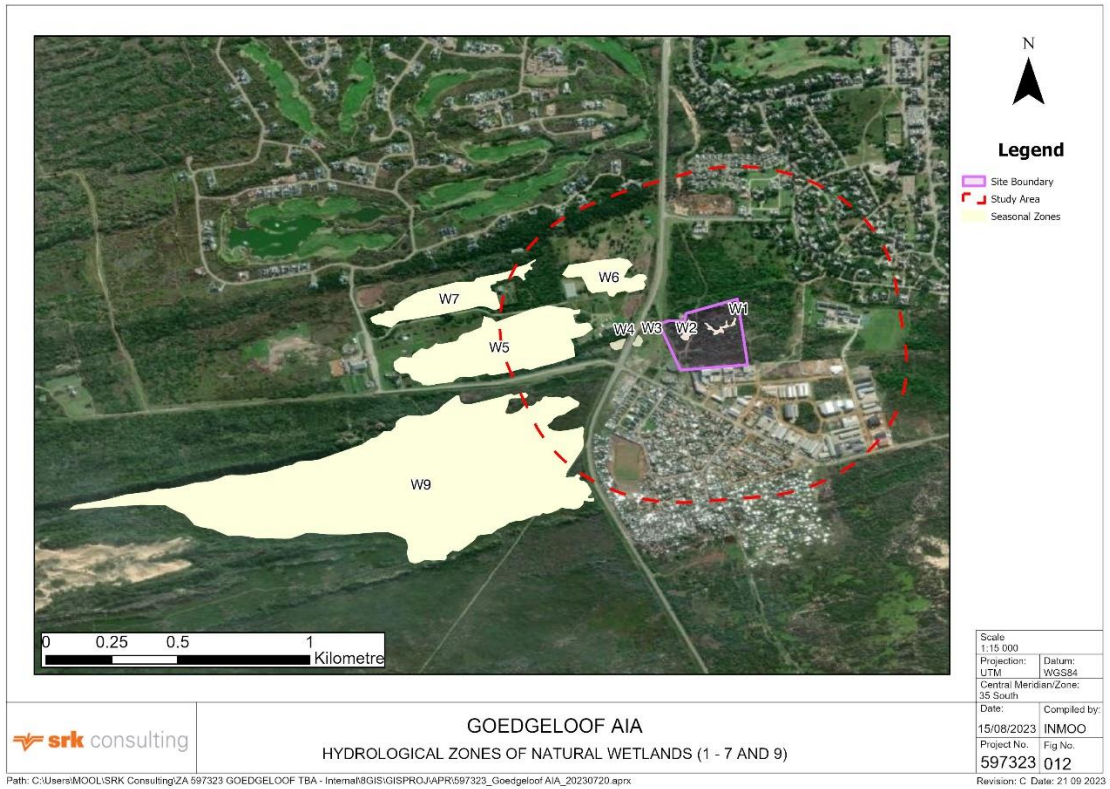 N
Legend
Site Boundary
Study Area
Seasonal Zones
W1
W2
W3
W4
W5
W6
W7
W9
0 0.25 0.5 1
Kilometre
Scale
1:15 000
Projection: Datum:
UTM WGS84
Central Meridian/Zone:
35 South
Date: Compiled by:
15/08/2023 INMOO
Project No. Fig No.
597323 012
srk consulting
GOEDGELOOF AIA
HYDROLOGICAL ZONES OF NATURAL WETLANDS (1 - 7 AND 9)
Path: C:\Users\MOOL\SRK Consulting\ZA 597323 GOEDGELOOF TBA - Internal\8GIS\GISPROJ\APR\597323_Goedgeloof AIA_20230720.aprx
Revision: C Date: 21 09 2023